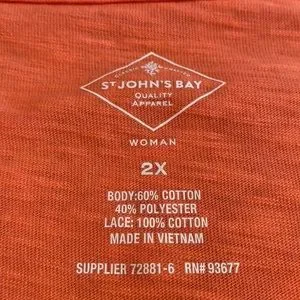 ST JOHN'S BAY
QUALITY
APPAREL
WOMAN
2X
BODY:60% COTTON
40% POLYESTER
LACE: 100% COTTON
MADE IN VIETNAM
SUPPLIER 72881-6 RN# 93677